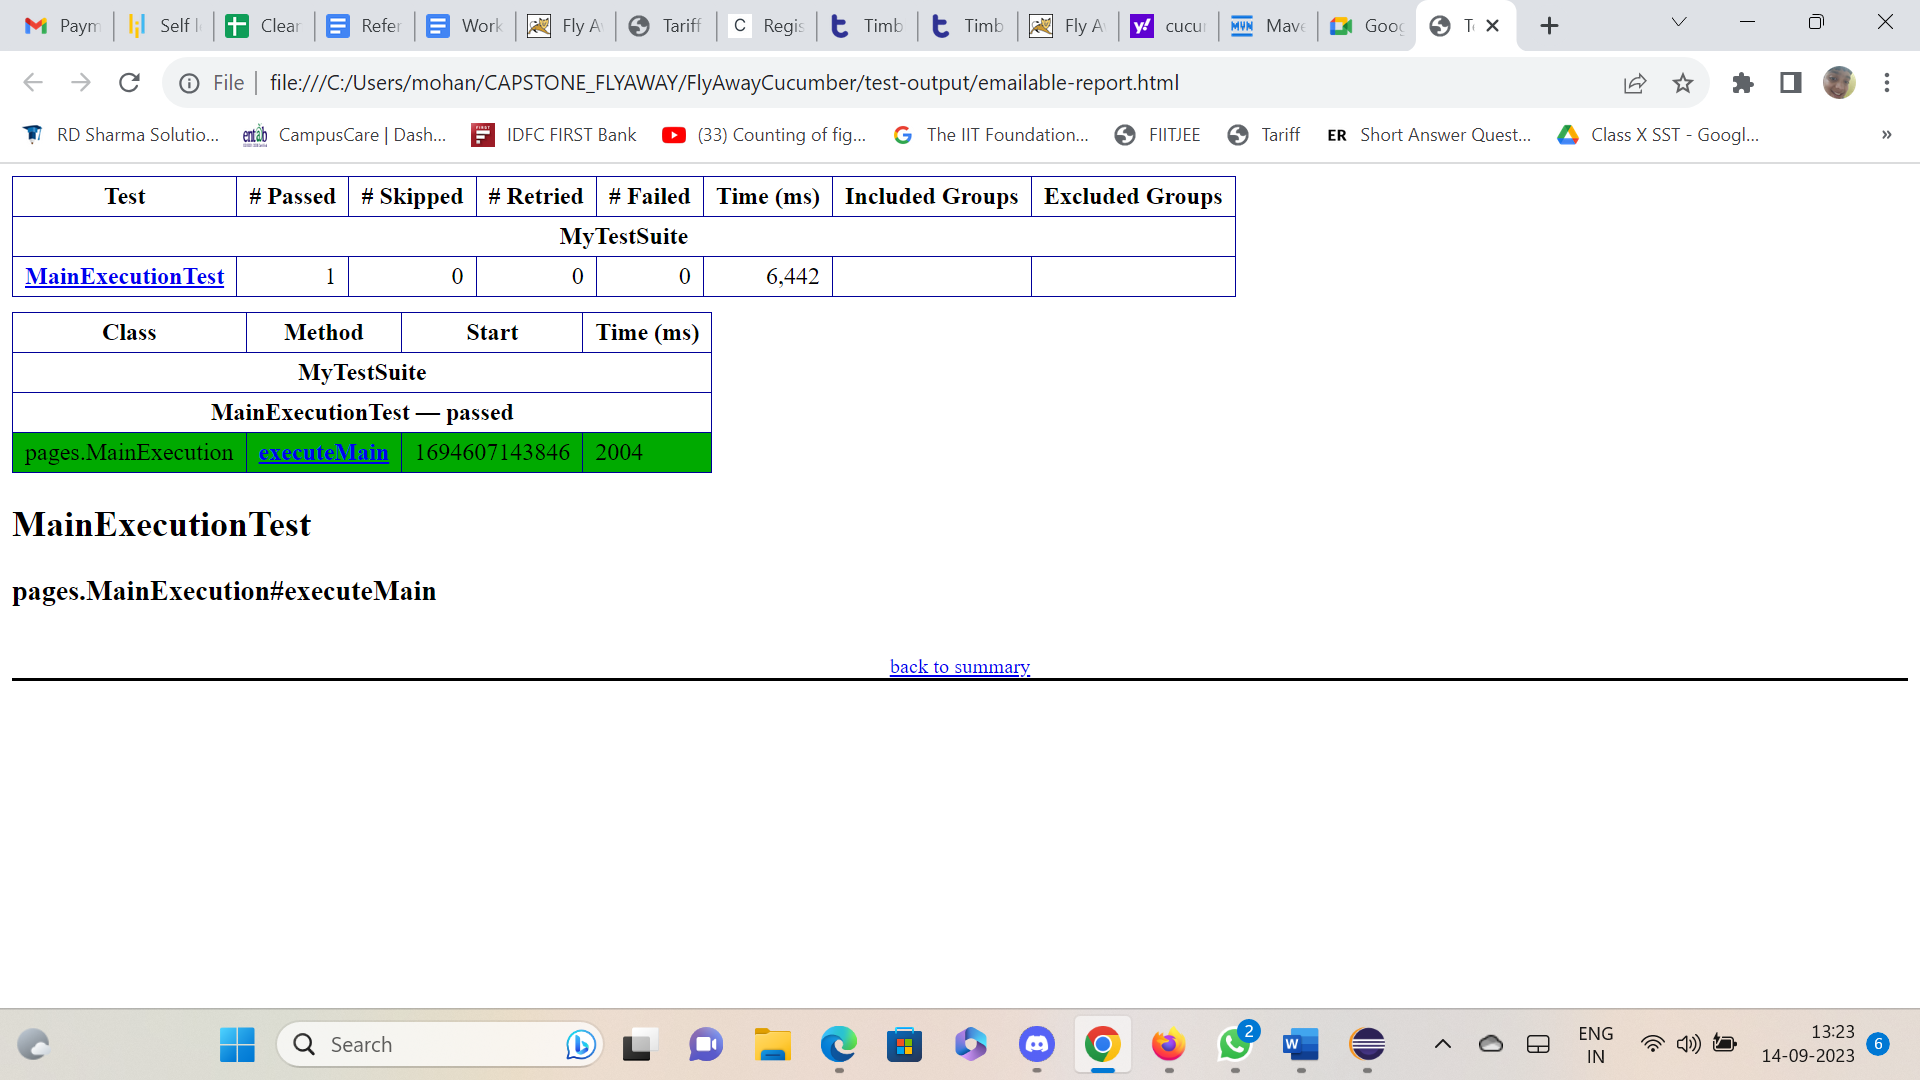 Paym
Self l
Clear
Refer
Work
Fly A
Tariff
Regis
Timb
Timb
Fly A
cucu
Mave
Goog
T
File
file:///C:/Users/mohan/CAPSTONE_FLYAWAY/FlyAwayCucumber/test-output/emailable-report.html
RD Sharma Solutio...
CampusCare | Dash...
IDFC FIRST Bank
(33) Counting of fig...
The IIT Foundation...
FIITJEE
Tariff
ER Short Answer Quest...
Class X SST - Googl...
»
Test # Passed # Skipped # Retried # Failed Time (ms) Included Groups Excluded Groups
MyTestSuite
MainExecutionTest 1 0 0 0 6,442
Class Method Start Time (ms)
MyTestSuite
MainExecutionTest — passed
pages.MainExecution executeMain 1694607143846 2004
MainExecutionTest
pages.MainExecution#executeMain
back to summary
Search
2
ENG
IN
13:23
14-09-2023
6